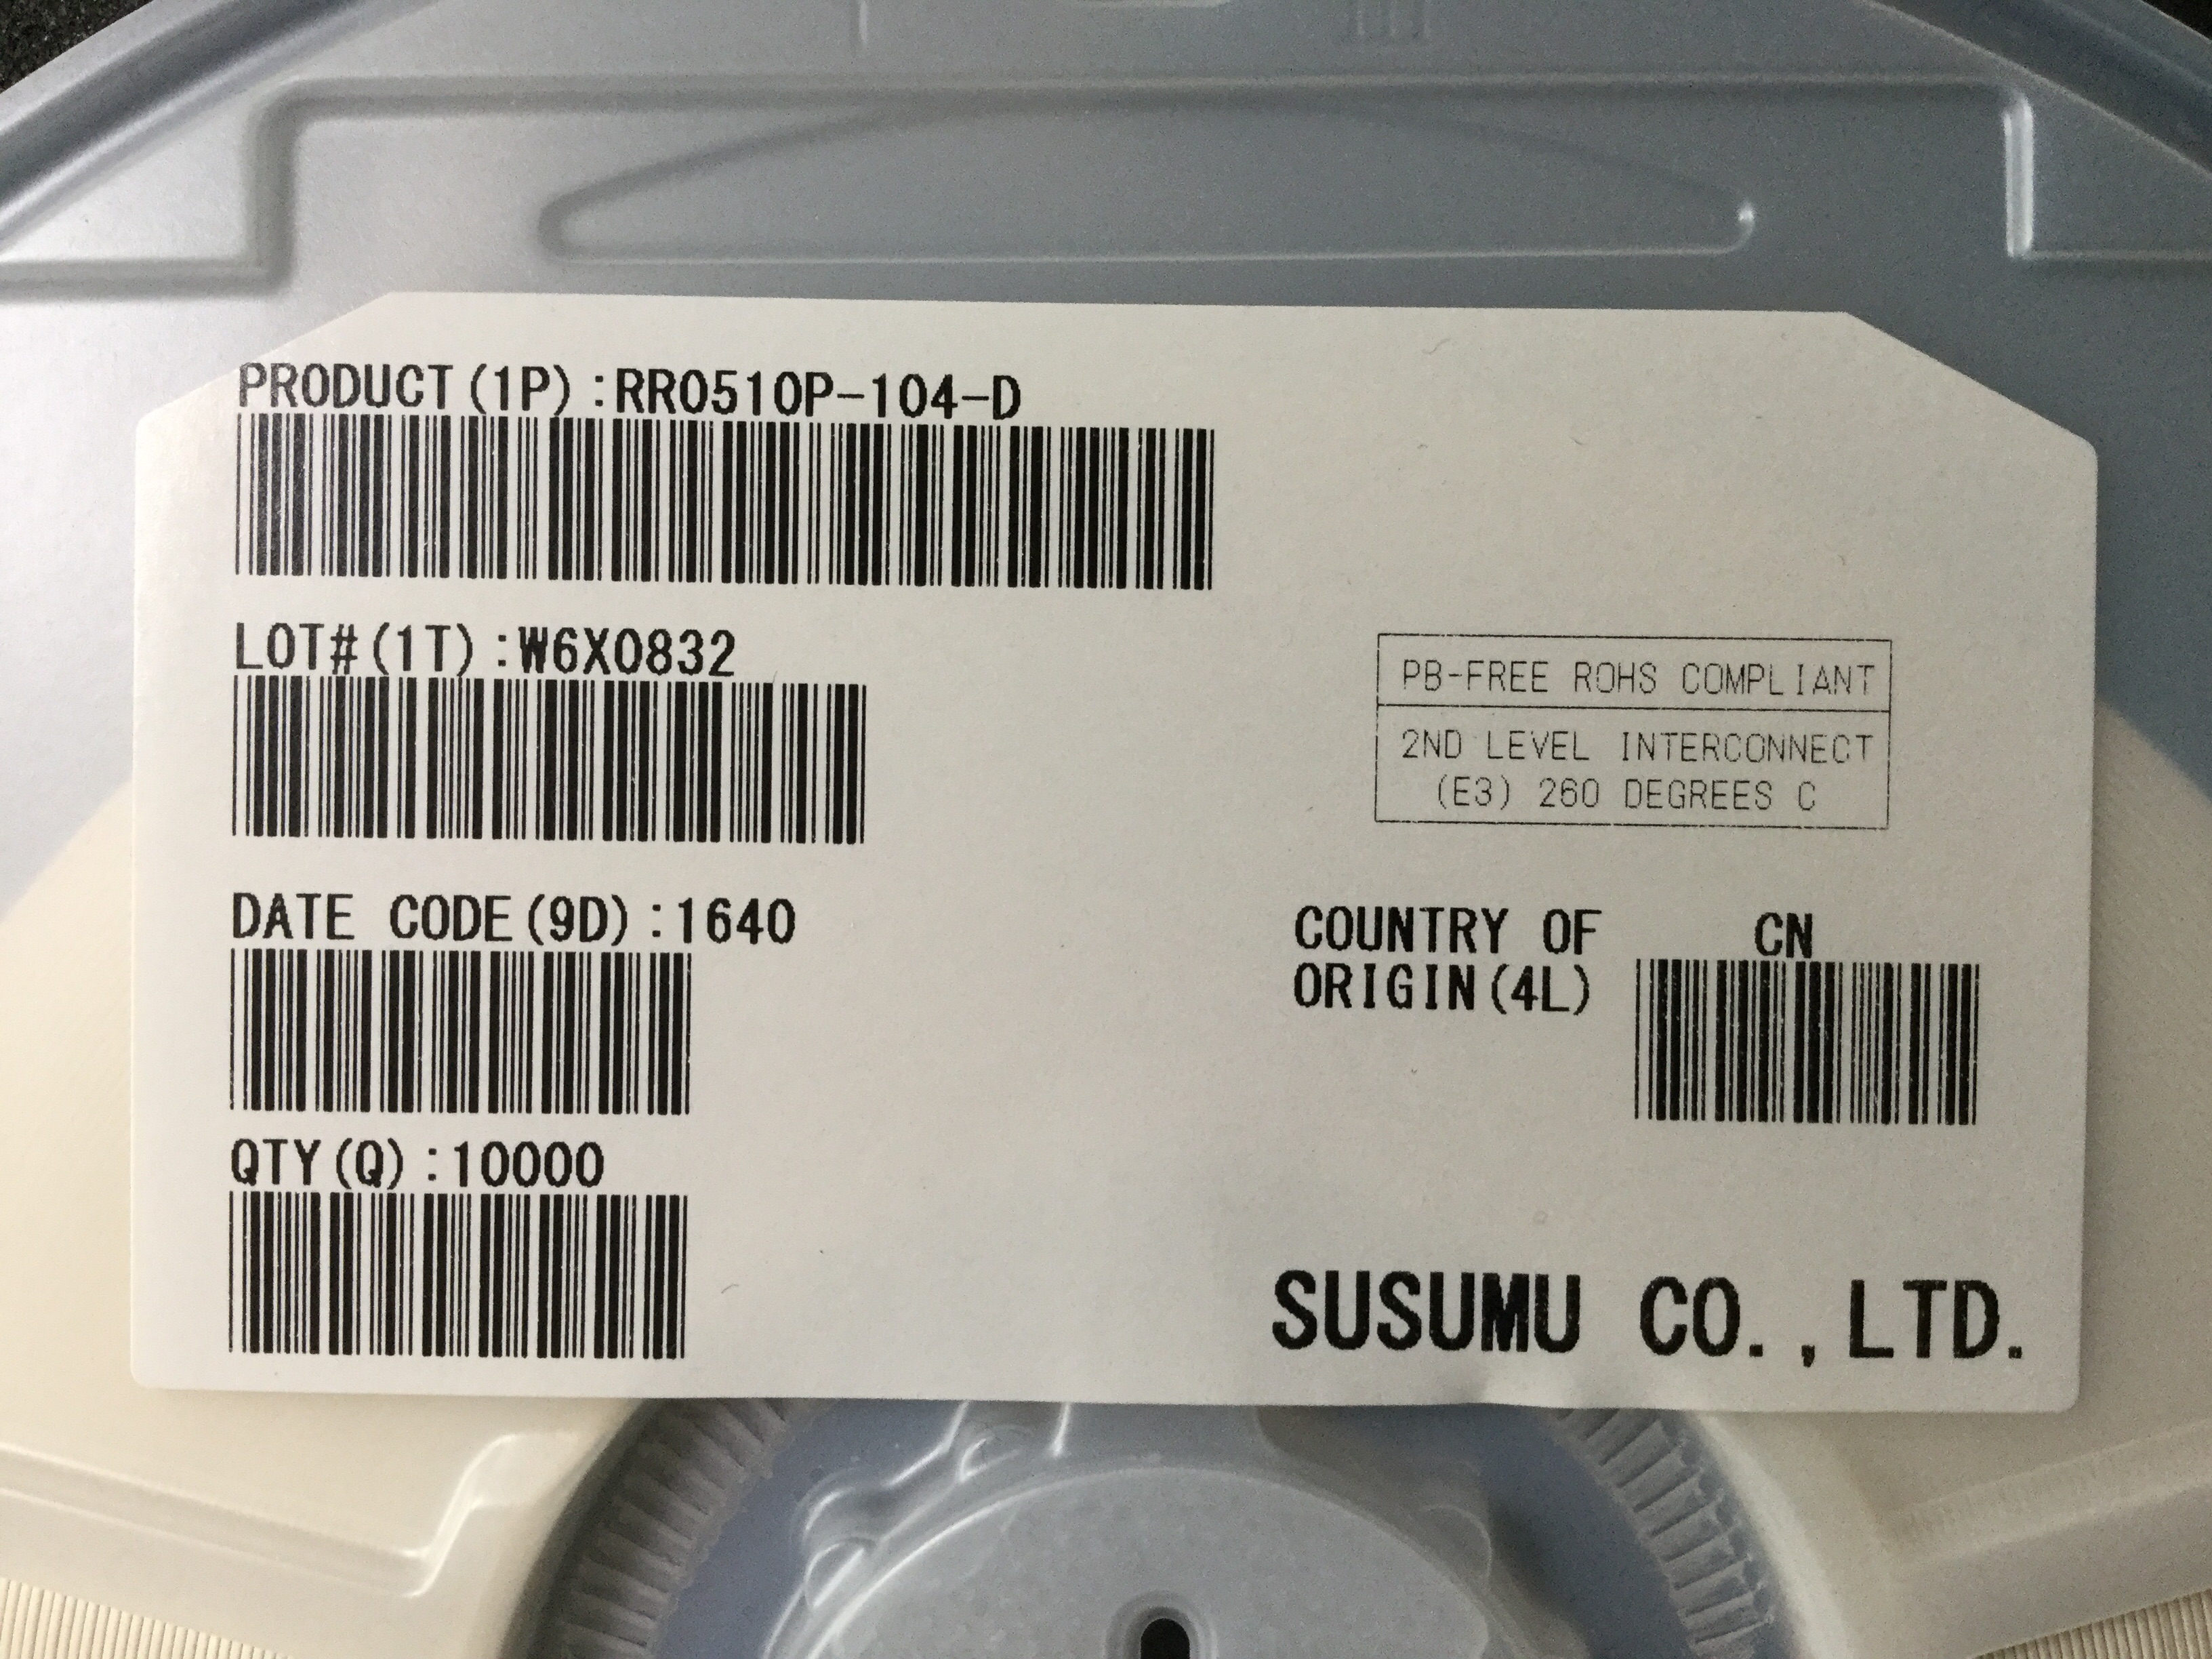 PRODUCT(1P):RR0510P-104-D
LOT#(1T):W6X0832
PB-FREE ROHS COMPLIANT
2ND LEVEL INTERCONNECT
(E3) 260 DEGREES C
DATE CODE(9D):1640
COUNTRY OF CN
ORIGIN(4L)
QTY(Q):10000
SUSUMU CO.,LTD.